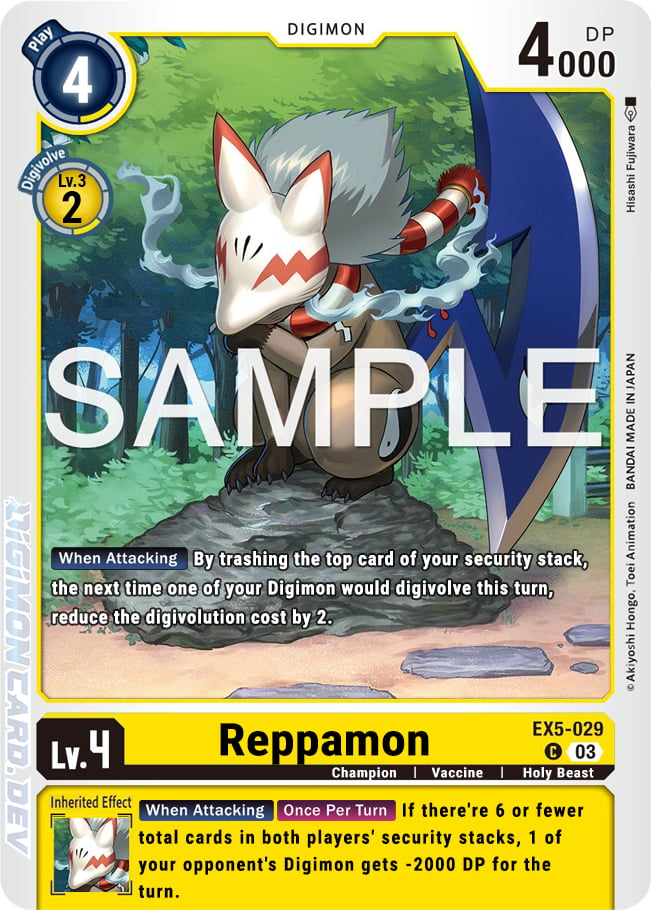 DIGIMON
Play
4
DP
4000
Digivolve
Lv.3
2
Hisashi Fujiwara
SAMPLE
When Attacking By trashing the top card of your security stack,
the next time one of your Digimon would digivolve this turn,
reduce the digivolution cost by 2.
© Akiyoshi Hongo, Toei Animation BANDAI MADE IN JAPAN
DIGIMONCARD.DEV
Lv.4
Reppamon
EX5-029
C 03
Champion | Vaccine | Holy Beast
Inherited Effect
When Attacking Once Per Turn If there're 6 or fewer
total cards in both players' security stacks, 1 of
your opponent's Digimon gets -2000 DP for the
turn.